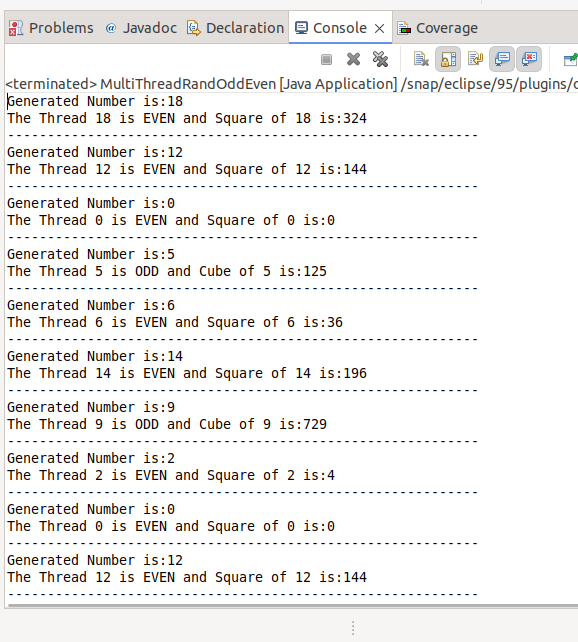 Problems @ Javadoc Declaration Console Coverage
<terminated> MultiThreadRandOddEven [Java Application] /snap/eclipse/95/plugins/
Generated Number is:18
The Thread 18 is EVEN and Square of 18 is:324
-----------------------------------------------------------
Generated Number is:12
The Thread 12 is EVEN and Square of 12 is:144
-----------------------------------------------------------
Generated Number is:0
The Thread 0 is EVEN and Square of 0 is:0
-----------------------------------------------------------
Generated Number is:5
The Thread 5 is ODD and Cube of 5 is:125
-----------------------------------------------------------
Generated Number is:6
The Thread 6 is EVEN and Square of 6 is:36
-----------------------------------------------------------
Generated Number is:14
The Thread 14 is EVEN and Square of 14 is:196
-----------------------------------------------------------
Generated Number is:9
The Thread 9 is ODD and Cube of 9 is:729
-----------------------------------------------------------
Generated Number is:2
The Thread 2 is EVEN and Square of 2 is:4
-----------------------------------------------------------
Generated Number is:0
The Thread 0 is EVEN and Square of 0 is:0
-----------------------------------------------------------
Generated Number is:12
The Thread 12 is EVEN and Square of 12 is:144
-----------------------------------------------------------